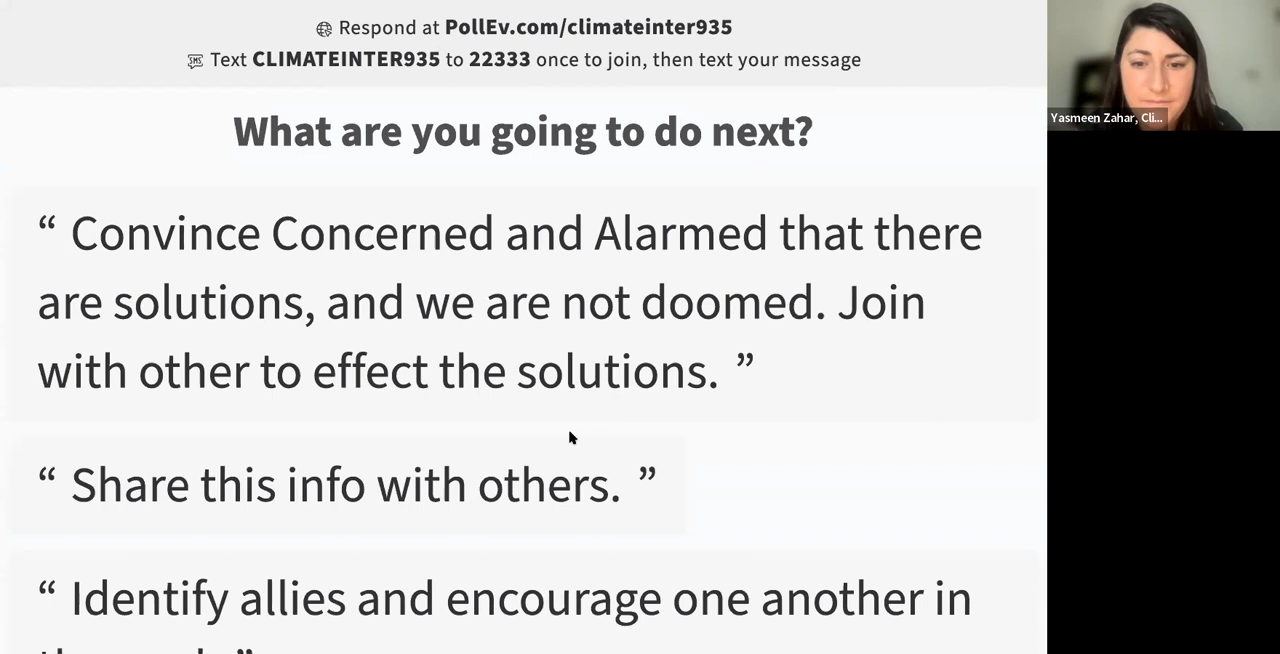 Respond at PollEv.com/climateinter935
Text CLIMATEINTER935 to 22333 once to join, then text your message
What are you going to do next?
“ Convince Concerned and Alarmed that there
are solutions, and we are not doomed. Join
with other to effect the solutions. ”
“ Share this info with others. ”
“ Identify allies and encourage one another in
Yasmeen Zahar, Cli...